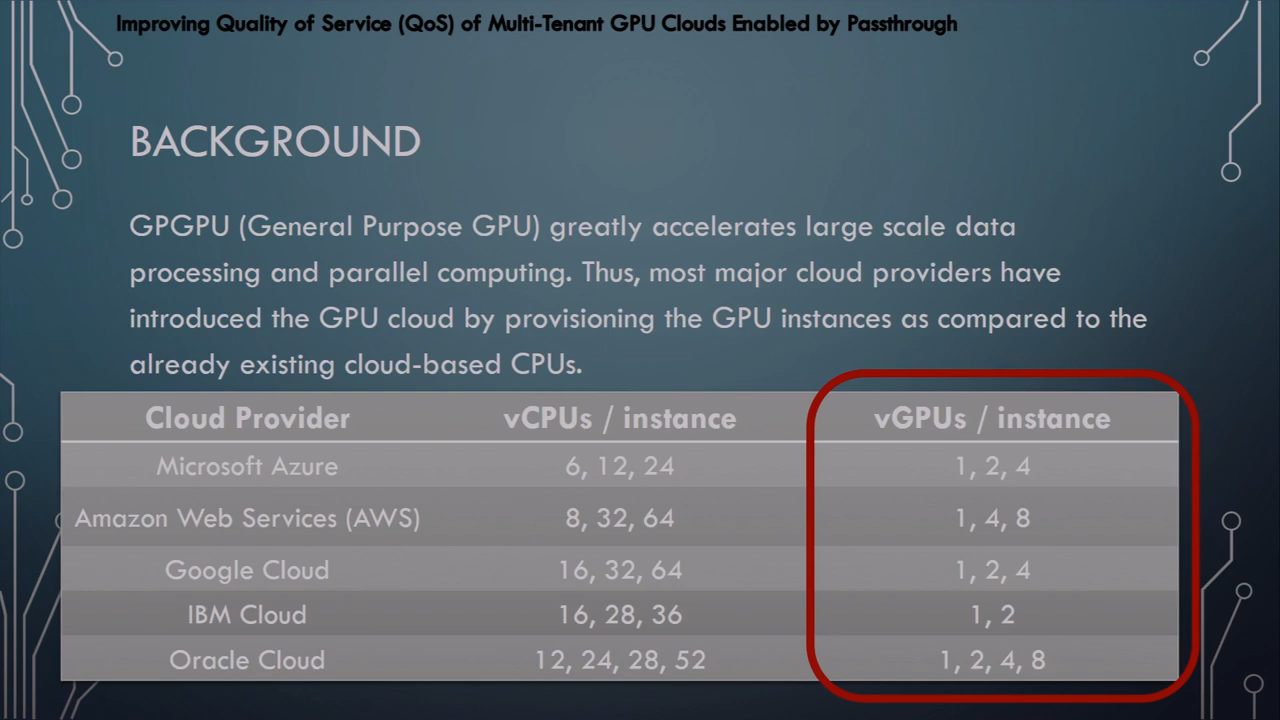 Improving Quality of Service (QoS) of Multi-Tenant GPU Clouds Enabled by Passthrough
BACKGROUND
GPGPU (General Purpose GPU) greatly accelerates large scale data
processing and parallel computing. Thus, most major cloud providers have
introduced the GPU cloud by provisioning the GPU instances as compared to the
already existing cloud-based CPUs.
Cloud Provider vCPUs / instance vGPUs / instance
Microsoft Azure 6, 12, 24 1, 2, 4
Amazon Web Services (AWS) 8, 32, 64 1, 4, 8
Google Cloud 16, 32, 64 1, 2, 4
IBM Cloud 16, 28, 36 1, 2
Oracle Cloud 12, 24, 28, 52 1, 2, 4, 8